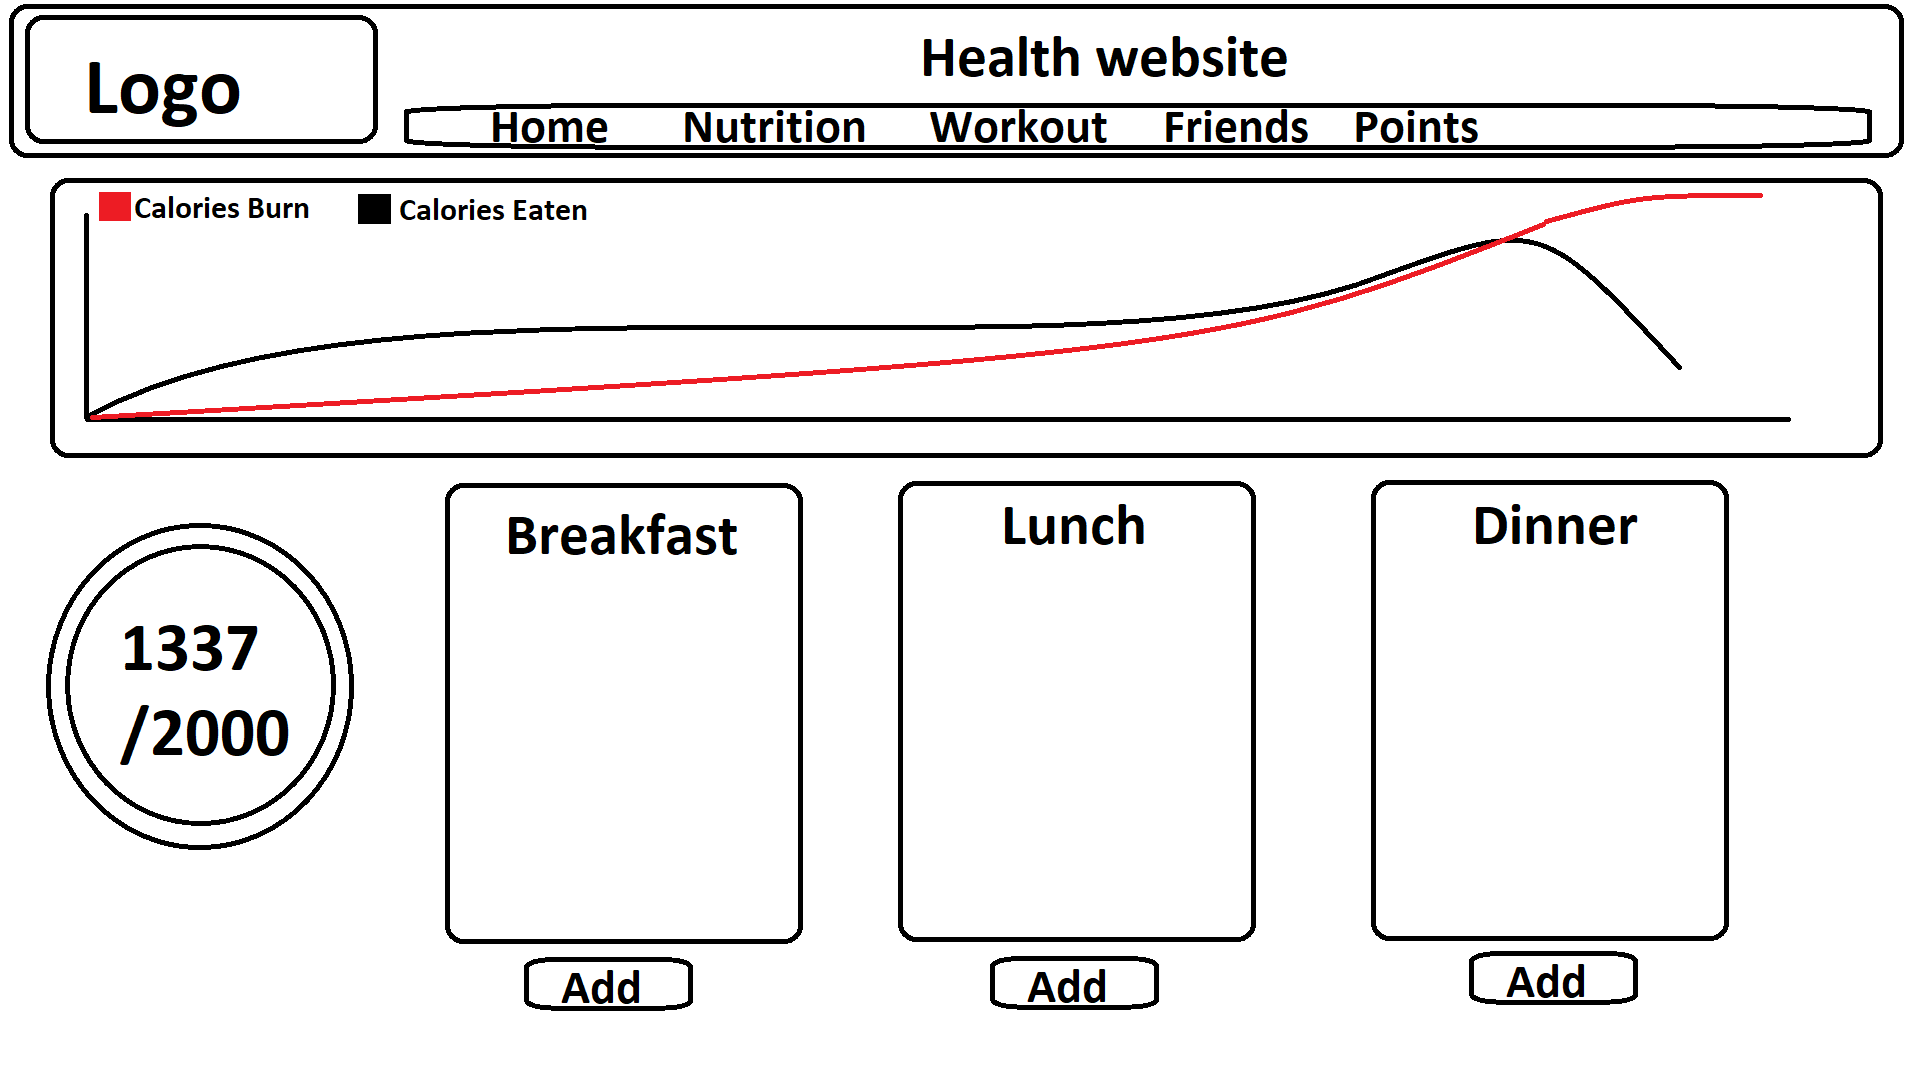 Logo
Health website
Home Nutrition Workout Friends Points
Calories Burn Calories Eaten
Breakfast Lunch Dinner
1337
/2000
Add Add Add